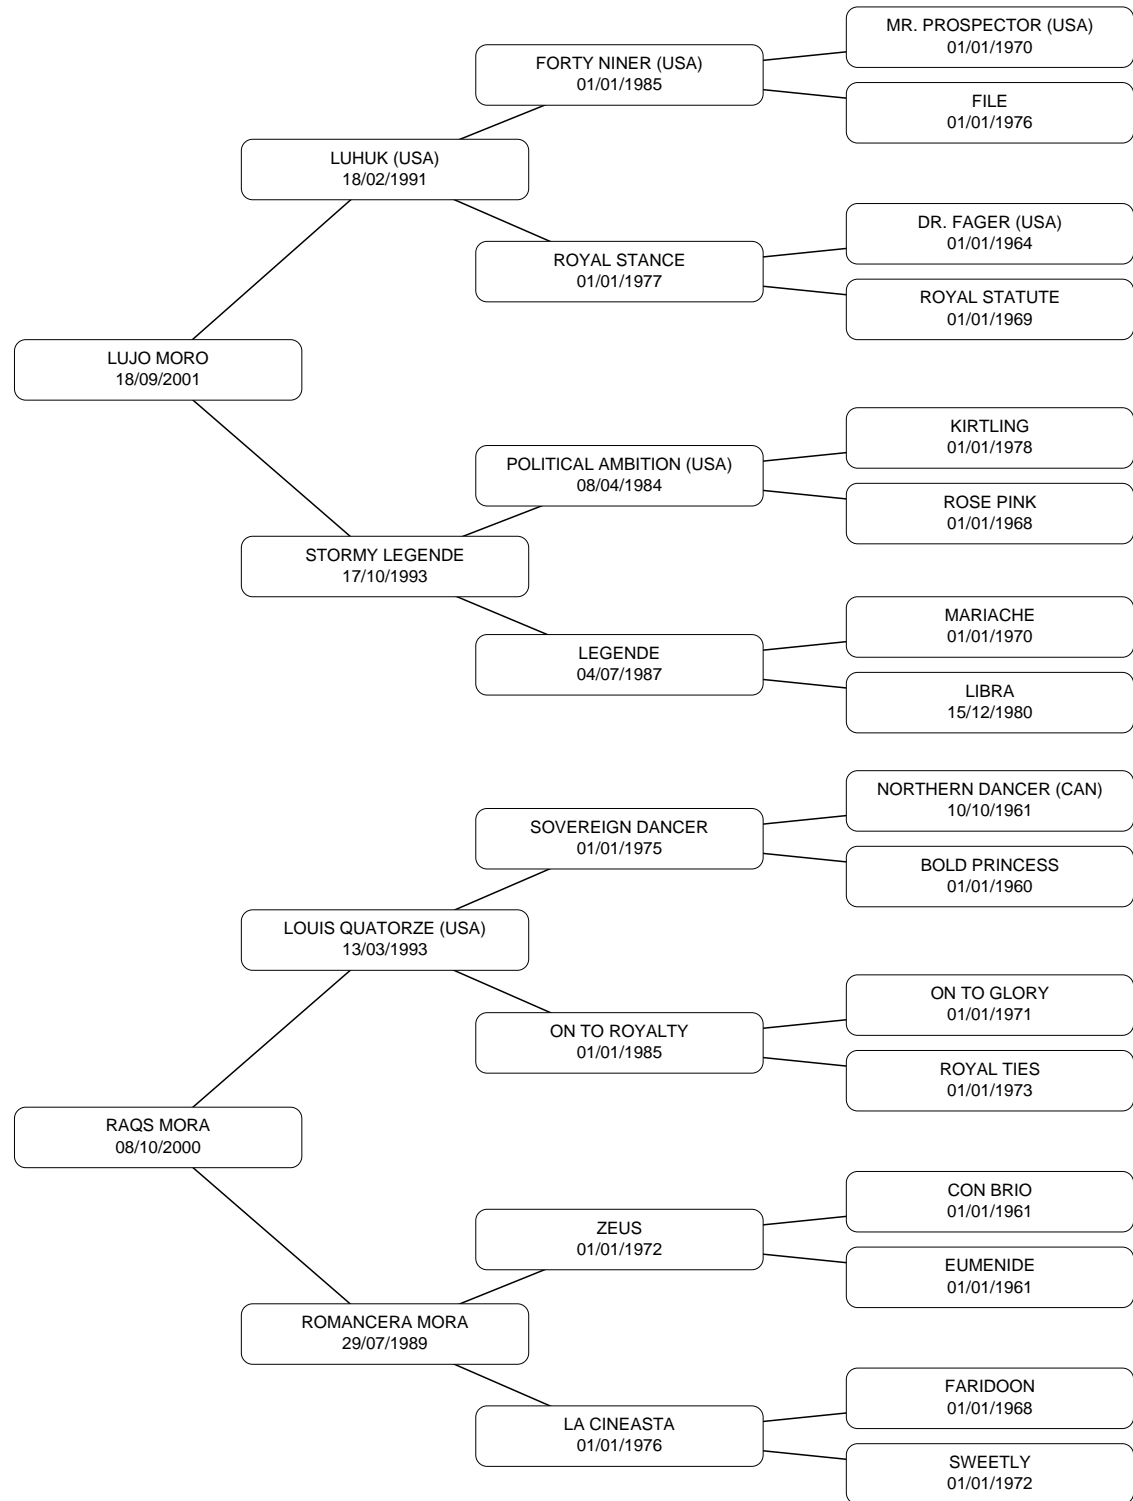 MR. PROSPECTOR (USA)
01/01/1970
FORTY NINER (USA)
01/01/1985
FILE
01/01/1976
LUHUK (USA)
18/02/1991
DR. FAGER (USA)
01/01/1964
ROYAL STANCE
01/01/1977
ROYAL STATUTE
01/01/1969
LUJO MORO
18/09/2001
KIRTLING
01/01/1978
POLITICAL AMBITION (USA)
08/04/1984
ROSE PINK
01/01/1968
STORMY LEGENDE
17/10/1993
MARIACHE
01/01/1970
LEGENDE
04/07/1987
LIBRA
15/12/1980
NORTHERN DANCER (CAN)
10/10/1961
SOVEREIGN DANCER
01/01/1975
BOLD PRINCESS
01/01/1960
LOUIS QUATORZE (USA)
13/03/1993
ON TO GLORY
01/01/1971
ON TO ROYALTY
01/01/1985
ROYAL TIES
01/01/1973
RAQS MORA
08/10/2000
CON BRIO
01/01/1961
ZEUS
01/01/1972
EUMENIDE
01/01/1961
ROMANCERA MORA
29/07/1989
FARIDOON
01/01/1968
LA CINEASTA
01/01/1976
SWEETLY
01/01/1972